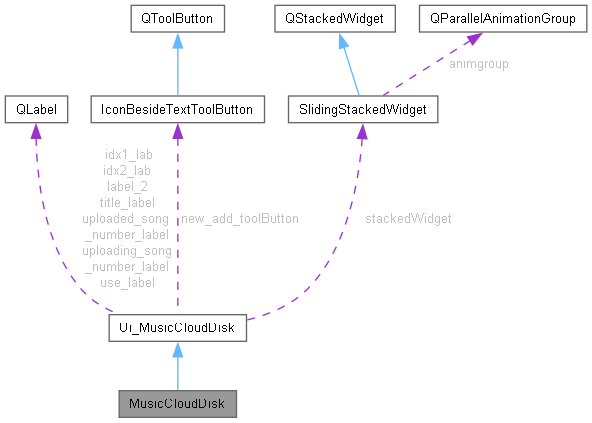 QToolButton
QStackedWidget
QParallelAnimationGroup
animgroup
QLabel
IconBesideTextToolButton
SlidingStackedWidget
idx1_lab
idx2_lab
label_2
title_label
uploaded_song
_number_label
uploading_song
_number_label
use_label
new_add_toolButton
stackedWidget
Ui_MusicCloudDisk
MusicCloudDisk